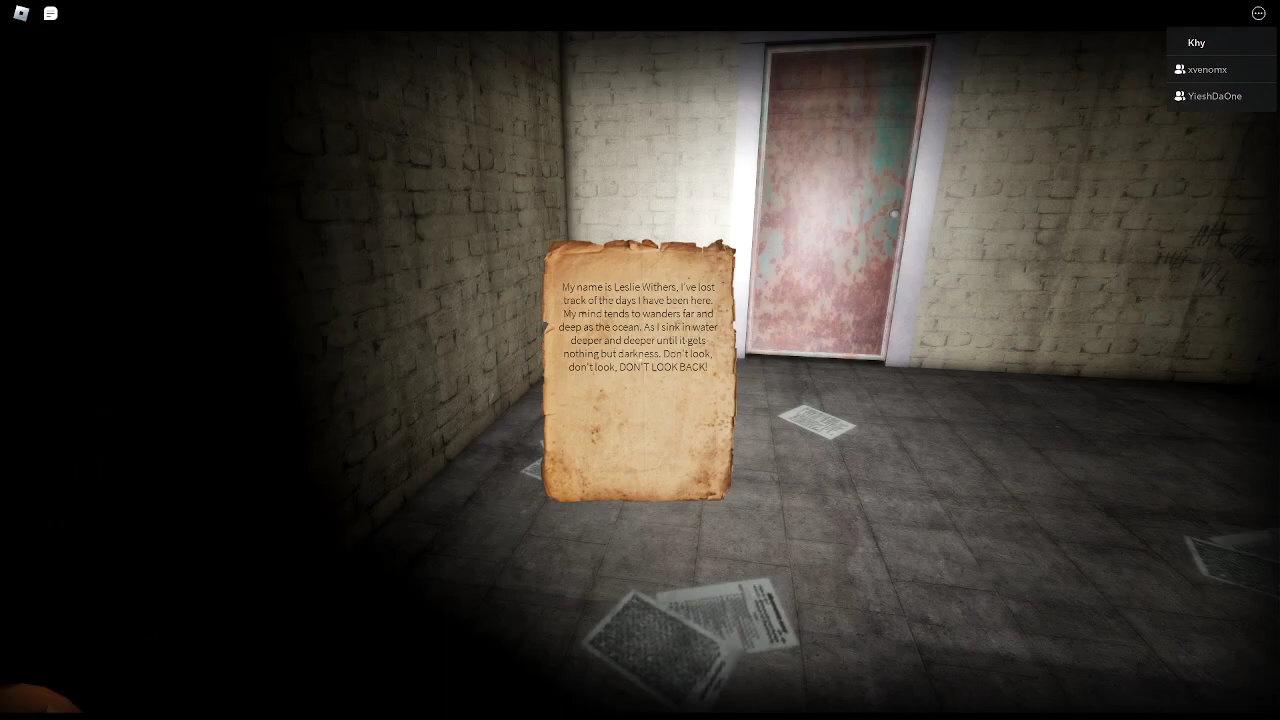 Khy
xvenomx
YieshDaOne
My name is Leslie Withers, I've lost
track of the days I have been here.
My mind tends to wanders far and
deep as the ocean. As I sink in water
deeper and deeper until it gets
nothing but darkness. Don't look,
don't look, DON'T LOOK BACK!